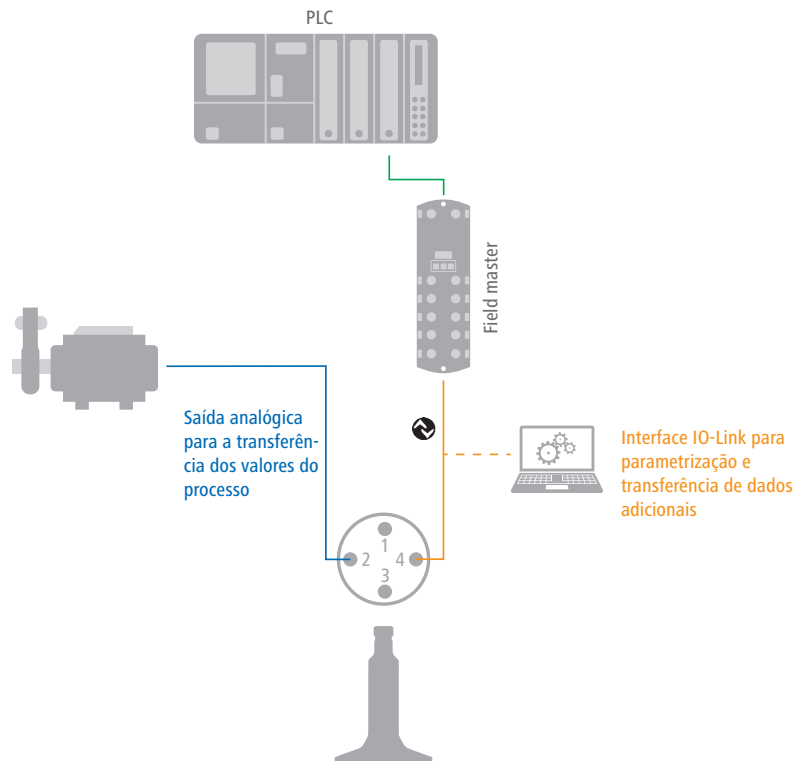 PLC
Field master
Saída analógica
para a transferên-
cia dos valores do
processo
Interface IO-Link para
parametrização e
transferência de dados
adicionais
1
2
4
3